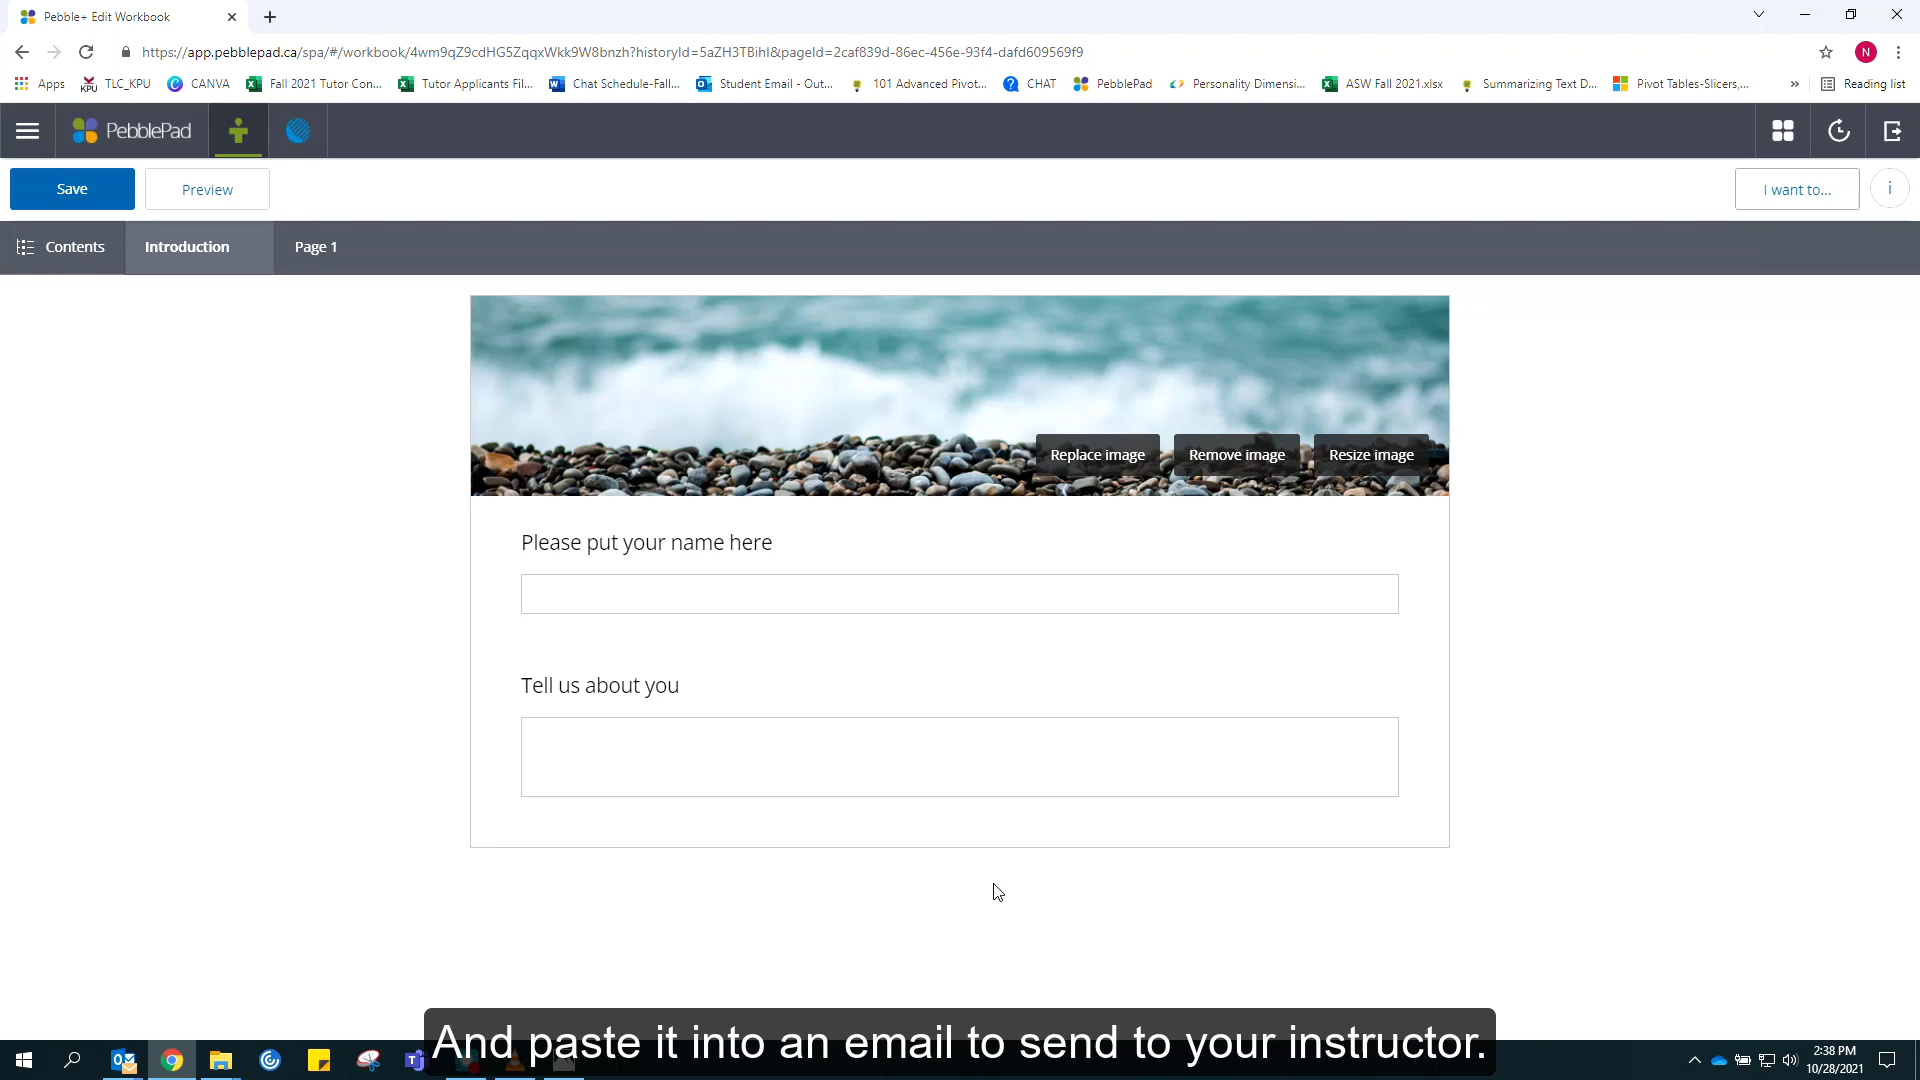 Pebble+ Edit Workbook
https://app.pebblepad.ca/spa/#/workbook/4wm9qZ9cdHG5ZqqxWkk9W8bnzh?historyId=5aZH3TBihI&pageId=2caf839d-86ec-456e-93f4-dafd609569f9
N
Apps TLC_KPU CANVA Fall 2021 Tutor Con... Tutor Applicants Fil... Chat Schedule-Fall... Student Email - Out... 101 Advanced Pivot... CHAT PebblePad Personality Dimensi... ASW Fall 2021.xlsx Summarizing Text D... Pivot Tables-Slicers,... » Reading list
PebblePad
Save Preview I want to... i
Contents Introduction Page 1
Replace image Remove image Resize image
Please put your name here
Tell us about you
And paste it into an email to send to your instructor.
2:38 PM
10/28/2021